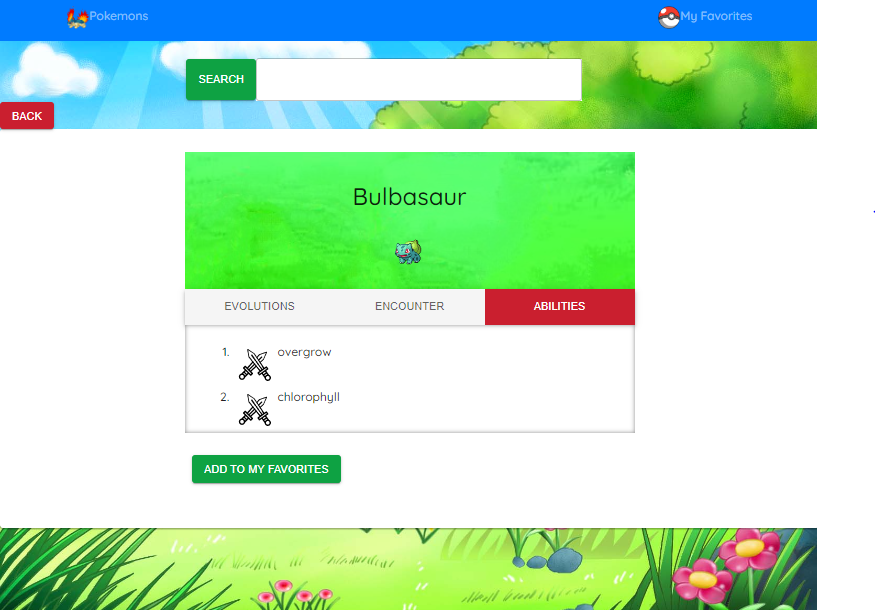 Pokemons
My Favorites
SEARCH
BACK
Bulbasaur
EVOLUTIONS
ENCOUNTER
ABILITIES
1. overgrow
2. chlorophyll
ADD TO MY FAVORITES